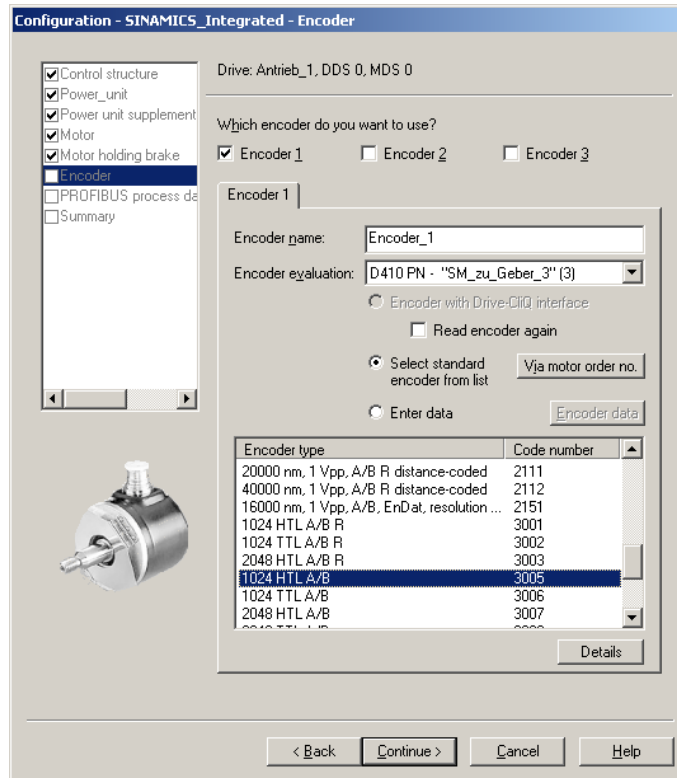 Configuration - SINAMICS_Integrated - Encoder
Control structure
Power_unit
Power unit supplement
Motor
Motor holding brake
Encoder
PROFIBUS process da
Summary
Drive: Antrieb_1, DDS 0, MDS 0
Which encoder do you want to use?
Encoder 1 Encoder 2 Encoder 3
Encoder 1
Encoder name: Encoder_1
Encoder evaluation: D410 PN - "SM_zu_Geber_3" (3)
Encoder with Drive-CliQ interface
Read encoder again
Select standard
encoder from list
Via motor order no.
Enter data Encoder data
Encoder type Code number
20000 nm, 1 Vpp, A/B R distance-coded 2111
40000 nm, 1 Vpp, A/B R distance-coded 2112
16000 nm, 1 Vpp, A/B, EnDat, resolution ... 2151
1024 HTL A/B R 3001
1024 TTL A/B R 3002
2048 HTL A/B R 3003
1024 HTL A/B 3005
1024 TTL A/B 3006
2048 HTL A/B 3007
Details
< Back Continue > Cancel Help